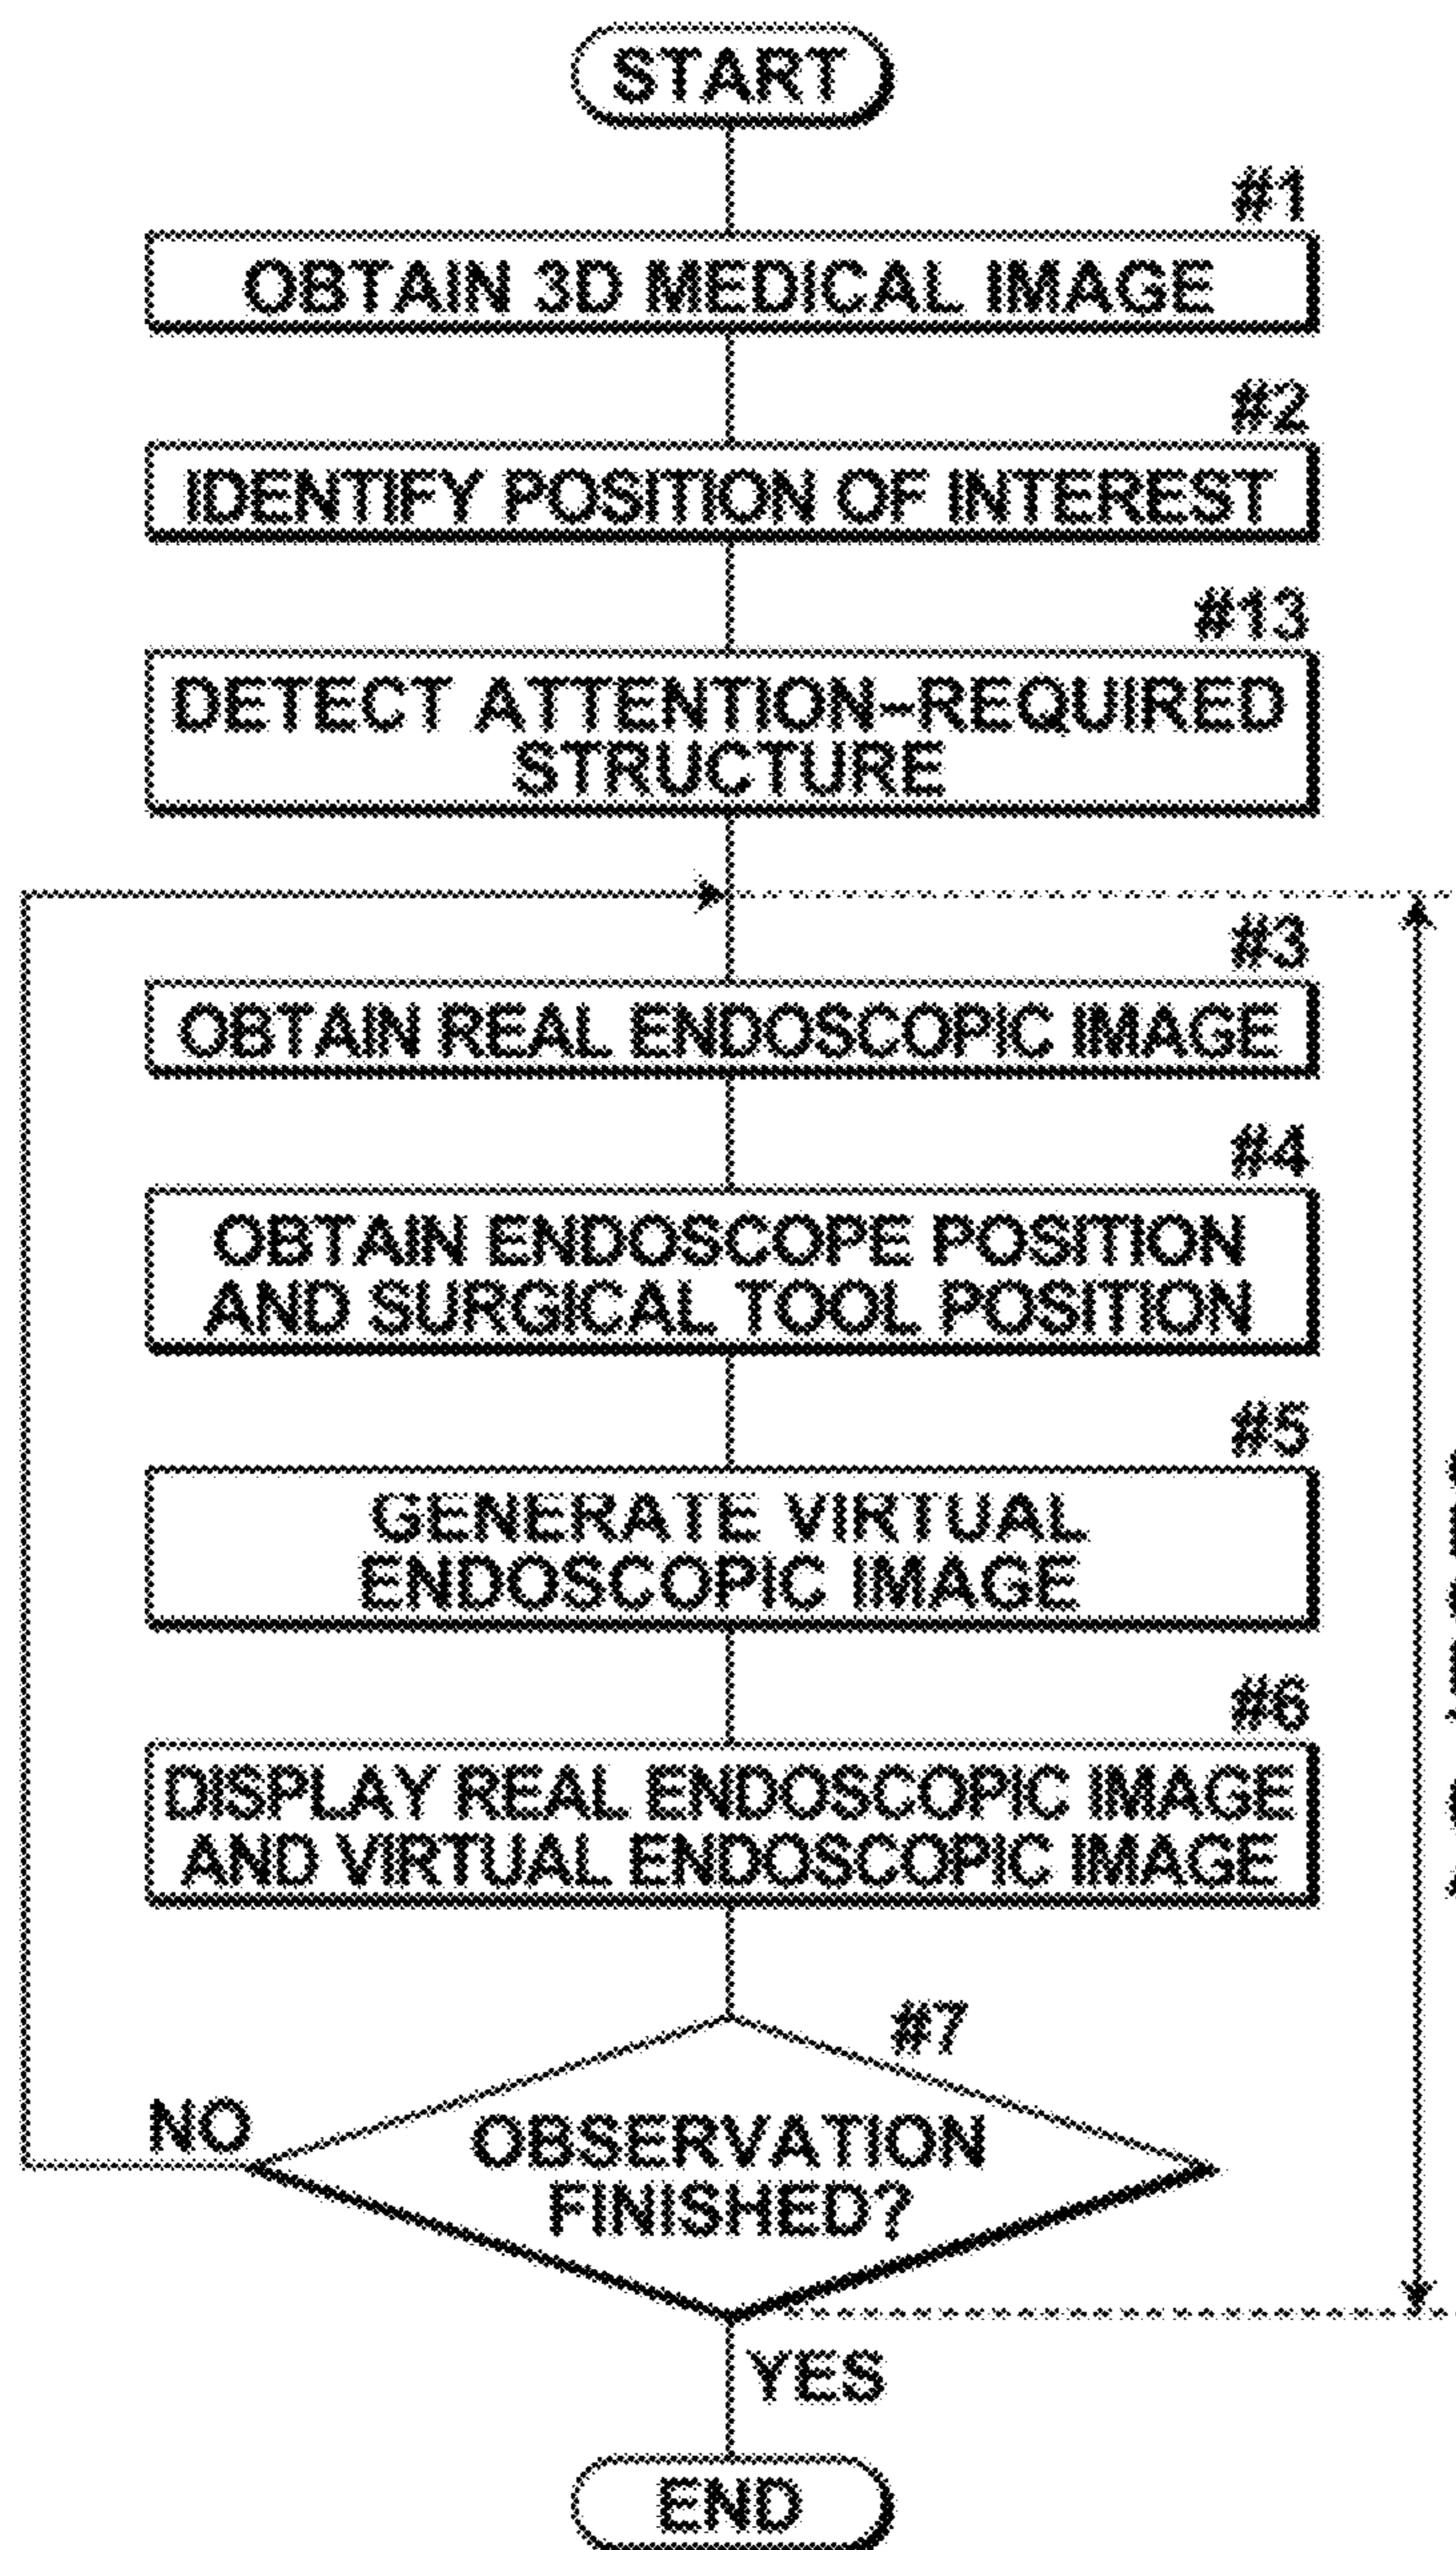 START
#1
OBTAIN 3D MEDICAL IMAGE
#2
IDENTIFY POSITION OF INTEREST
#13
DETECT ATTENTION-REQUIRED
STRUCTURE
#3
OBTAIN REAL ENDOSCOPIC IMAGE
#4
OBTAIN ENDOSCOPE POSITION
AND SURGICAL TOOL POSITION
#5
GENERATE VIRTUAL
ENDOSCOPIC IMAGE
#6
DISPLAY REAL ENDOSCOPIC IMAGE
AND VIRTUAL ENDOSCOPIC IMAGE
#7
NO
OBSERVATION
FINISHED?
YES
END